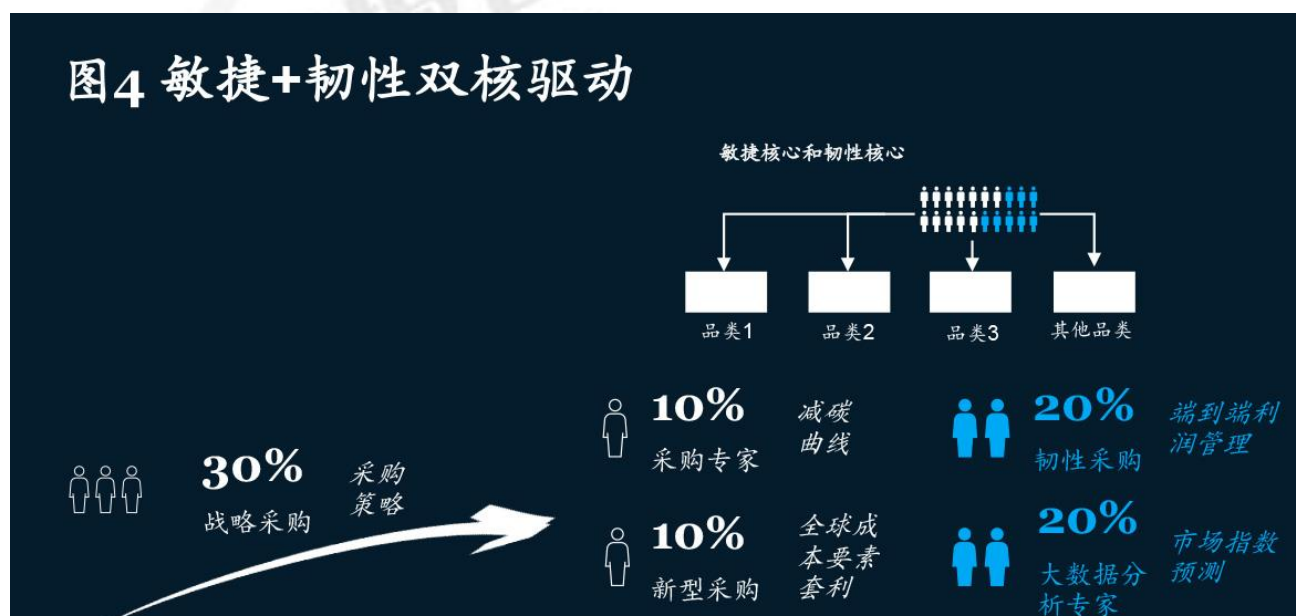 图4 敏捷+韧性双核驱动
敏捷核心和韧性核心
品类1
品类2
品类3
其他品类
30%
战略采购
采购
策略
10%
采购专家
减碳
曲线
20%
韧性采购
端到端利
润管理
10%
新型采购
全球成
本要素
套利
20%
大数据分
析专家
市场指数
预测